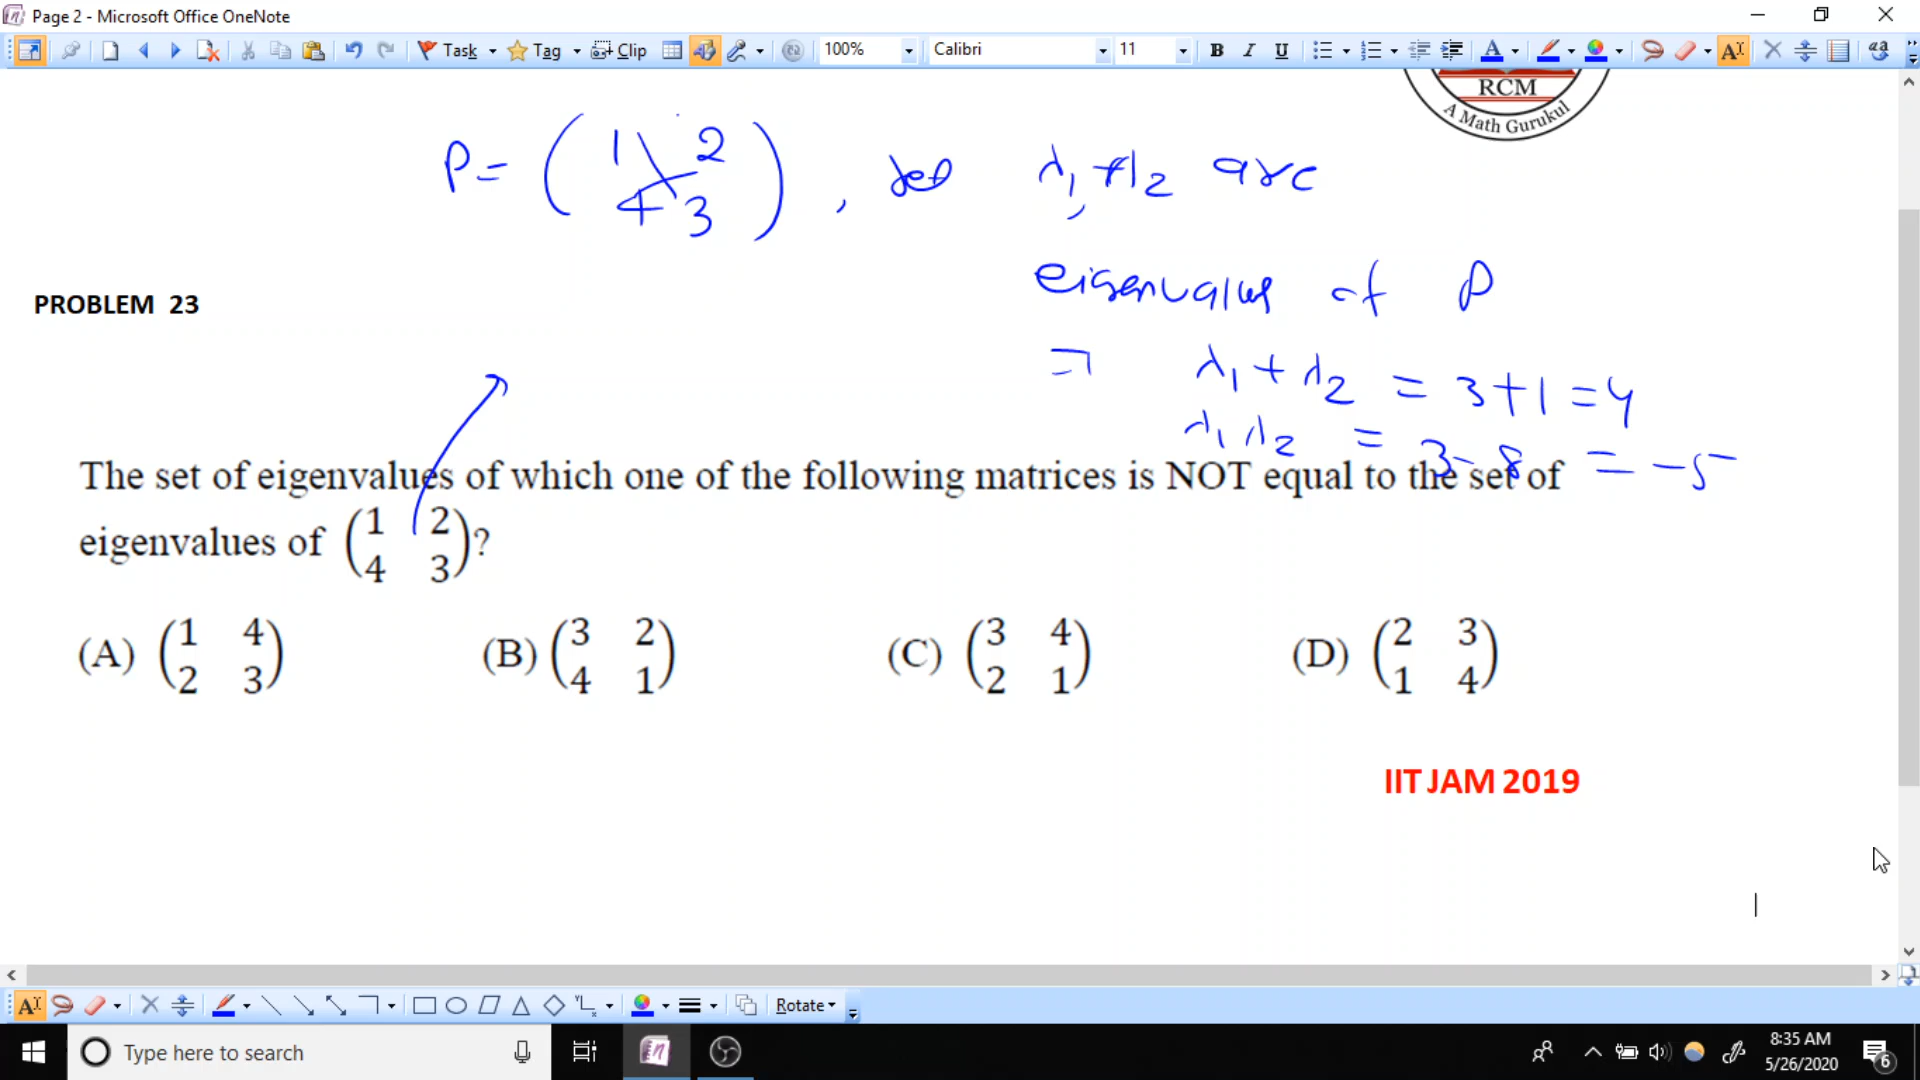 Page 2 - Microsoft Office OneNote
Task Tag Clip 100% Calibri 11 B I U
RCM
A Math Gurukul
P = ( 1 2 4 3 ) , let λ1, λ2 are
eigenvalues of P
⇒ λ1 + λ2 = 3+1 = 4
λ1 λ2 = 3-8 = -5
PROBLEM 23
The set of eigenvalues of which one of the following matrices is NOT equal to the set of
eigenvalues of (1 2 4 3)?
(A) (1 4 2 3) (B) (3 2 4 1) (C) (3 4 2 1) (D) (2 3 1 4)
IIT JAM 2019
Rotate
Type here to search
8:35 AM
5/26/2020
6